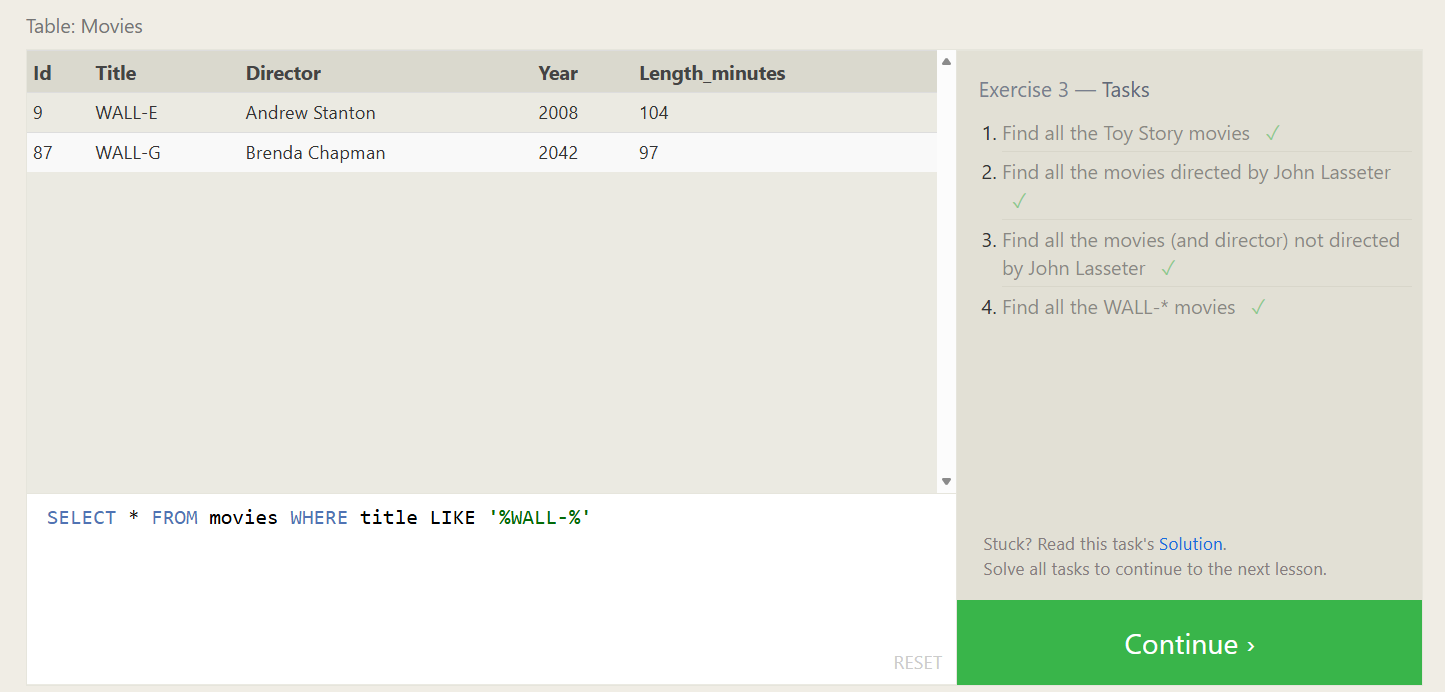 Table: Movies
Id Title Director Year Length_minutes
9 WALL-E Andrew Stanton 2008 104
87 WALL-G Brenda Chapman 2042 97
SELECT * FROM movies WHERE title LIKE '%WALL-%'
RESET
Exercise 3 — Tasks
1. Find all the Toy Story movies ✓
2. Find all the movies directed by John Lasseter
✓
3. Find all the movies (and director) not directed
by John Lasseter ✓
4. Find all the WALL-* movies ✓
Stuck? Read this task's Solution.
Solve all tasks to continue to the next lesson.
Continue ›